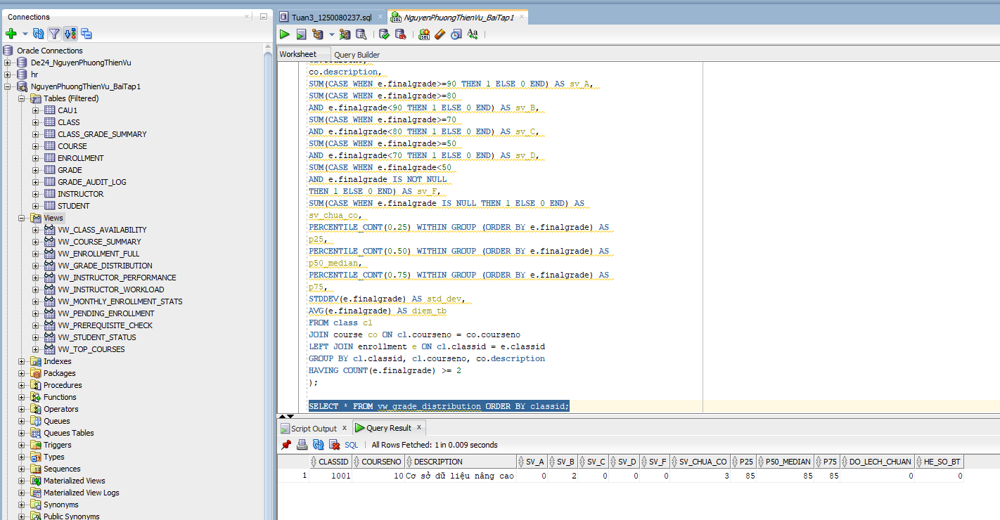 Connections
Oracle Connections
De24_NguyenPhuongThienVu
hr
NguyenPhuongThienVu_BaiTap1
Tables (Filtered)
CAU1
CLASS
CLASS_GRADE_SUMMARY
COURSE
ENROLLMENT
GRADE
GRADE_AUDIT_LOG
INSTRUCTOR
STUDENT
Views
VW_CLASS_AVAILABILITY
VW_COURSE_SUMMARY
VW_ENROLLMENT_FULL
VW_GRADE_DISTRIBUTION
VW_INSTRUCTOR_PERFORMANCE
VW_INSTRUCTOR_WORKLOAD
VW_MONTHLY_ENROLLMENT_STATS
VW_PENDING_ENROLLMENT
VW_PREREQUISITE_CHECK
VW_STUDENT_STATUS
VW_TOP_COURSES
Indexes
Packages
Procedures
Functions
Operators
Queues
Queues Tables
Triggers
Types
Sequences
Materialized Views
Materialized View Logs
Synonyms
Public Synonyms
Tuan3_1250080237.sql NguyenPhuongThienVu_BaiTap1
Worksheet Query Builder
co.description,
SUM(CASE WHEN e.finalgrade>=90 THEN 1 ELSE 0 END) AS sv_A,
SUM(CASE WHEN e.finalgrade>=80
AND e.finalgrade<90 THEN 1 ELSE 0 END) AS sv_B,
SUM(CASE WHEN e.finalgrade>=70
AND e.finalgrade<80 THEN 1 ELSE 0 END) AS sv_C,
SUM(CASE WHEN e.finalgrade>=50
AND e.finalgrade<70 THEN 1 ELSE 0 END) AS sv_D,
SUM(CASE WHEN e.finalgrade<50
AND e.finalgrade IS NOT NULL
THEN 1 ELSE 0 END) AS sv_F,
SUM(CASE WHEN e.finalgrade IS NULL THEN 1 ELSE 0 END) AS
sv_chua_co,
PERCENTILE_CONT(0.25) WITHIN GROUP (ORDER BY e.finalgrade) AS
p25,
PERCENTILE_CONT(0.50) WITHIN GROUP (ORDER BY e.finalgrade) AS
p50_median,
PERCENTILE_CONT(0.75) WITHIN GROUP (ORDER BY e.finalgrade) AS
p75,
STDDEV(e.finalgrade) AS std_dev,
AVG(e.finalgrade) AS diem_tb
FROM class cl
JOIN course co ON cl.courseno = co.courseno
LEFT JOIN enrollment e ON cl.classid = e.classid
GROUP BY cl.classid, cl.courseno, co.description
HAVING COUNT(e.finalgrade) >= 2
);
SELECT * FROM vw_grade_distribution ORDER BY classid;
Script Output x Query Result x
SQL | All Rows Fetched: 1 in 0.009 seconds
CLASSID COURSENO DESCRIPTION SV_A SV_B SV_C SV_D SV_F SV_CHUA_CO P25 P50_MEDIAN P75 DO_LECH_CHUAN HE_SO_BT
1 1001 10 Cơ sở dữ liệu nâng cao 0 2 0 0 0 3 85 85 85 0 0